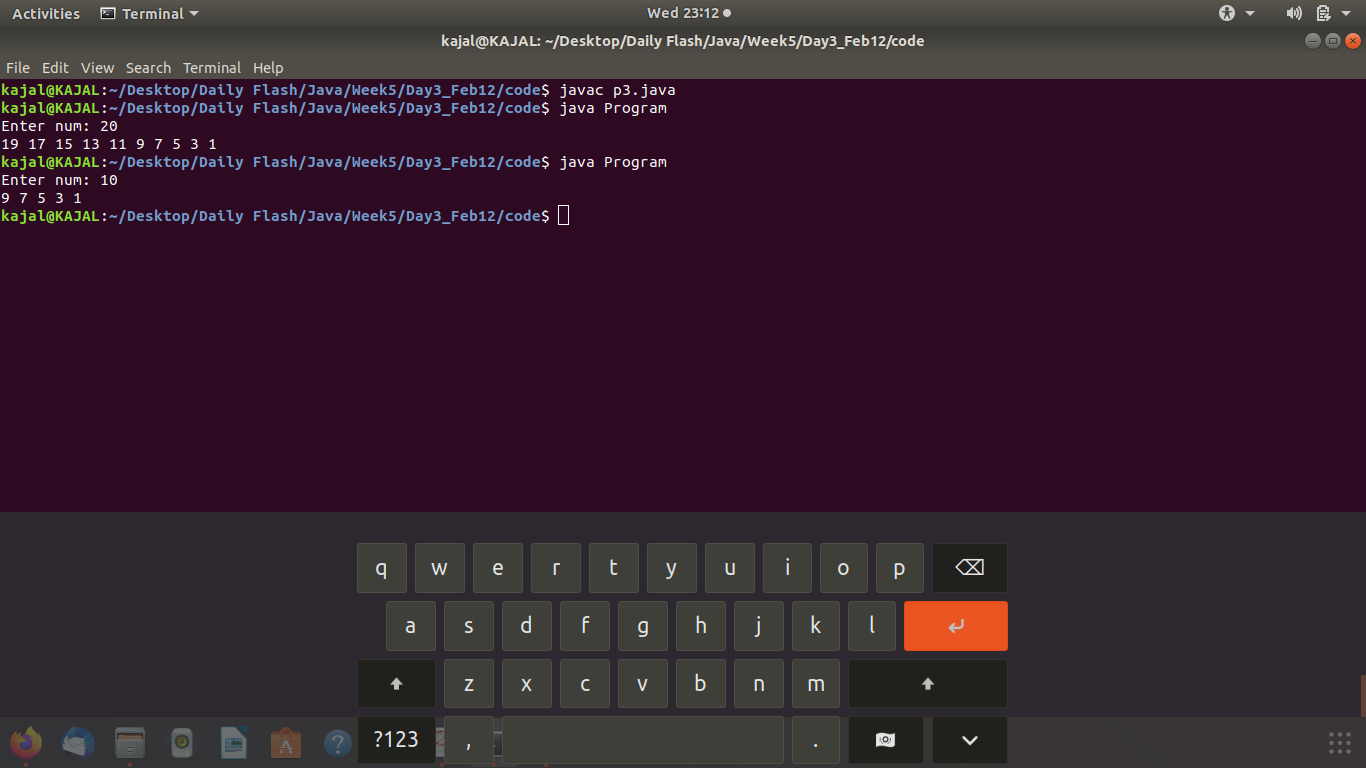 Activities Terminal Wed 23:12
kajal@KAJAL: ~/Desktop/Daily Flash/Java/Week5/Day3_Feb12/code
File Edit View Search Terminal Help
kajal@KAJAL:~/Desktop/Daily Flash/Java/Week5/Day3_Feb12/code$ javac p3.java
kajal@KAJAL:~/Desktop/Daily Flash/Java/Week5/Day3_Feb12/code$ java Program
Enter num: 20
19 17 15 13 11 9 7 5 3 1
kajal@KAJAL:~/Desktop/Daily Flash/Java/Week5/Day3_Feb12/code$ java Program
Enter num: 10
9 7 5 3 1
kajal@KAJAL:~/Desktop/Daily Flash/Java/Week5/Day3_Feb12/code$
q w e r t y u i o p
a s d f g h j k l
z x c v b n m
?123 , .